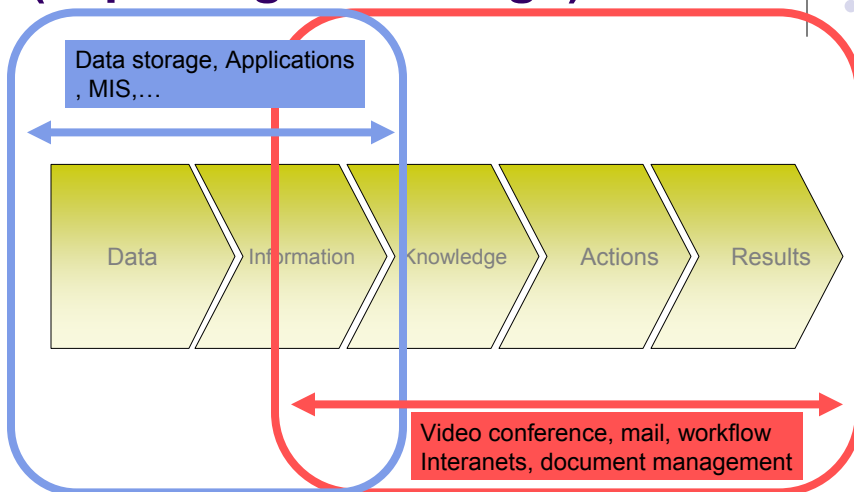 Data storage, Applications
, MIS,…
Data
Information
Knowledge
Actions
Results
Video conference, mail, workflow
Interanets, document management